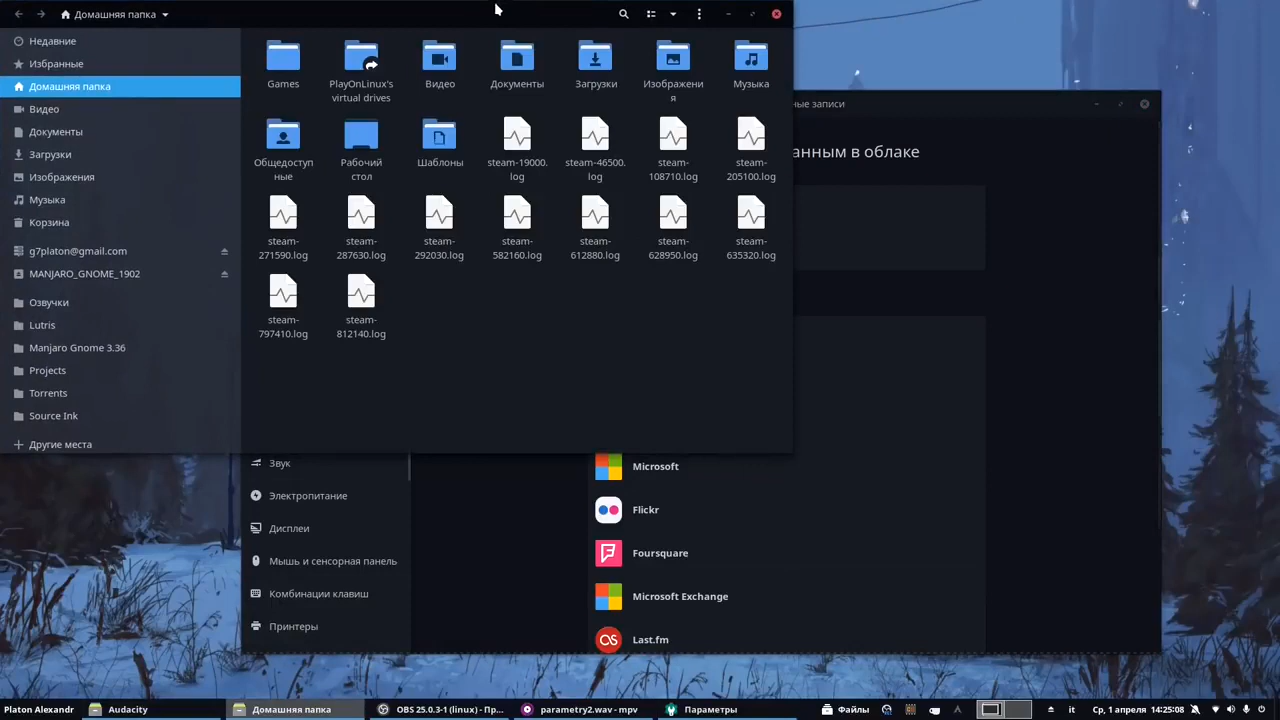 Домашняя папка
Недавние
Избранные
Домашняя папка
Видео
Документы
Загрузки
Изображения
Музыка
Корзина
g7platon@gmail.com
MANJARO_GNOME_1902
Озвучки
Lutris
Manjaro Gnome 3.36
Projects
Torrents
Source Ink
Другие места
Games
PlayOnLinux's
virtual drives
Видео
Документы
Загрузки
Изображени
я
Музыка
Общедоступ
ные
Рабочий
стол
Шаблоны
steam-19000.
log
steam-46500.
log
steam-
108710.log
steam-
205100.log
steam-
271590.log
steam-
287630.log
steam-
292030.log
steam-
582160.log
steam-
612880.log
steam-
628950.log
steam-
635320.log
steam-
797410.log
steam-
812140.log
ные записи
анным в облаке
Звук
Электропитание
Дисплеи
Мышь и сенсорная панель
Комбинации клавиш
Принтеры
Microsoft
Flickr
Foursquare
Microsoft Exchange
Last.fm
Platon Alexandr
Audacity
Домашняя папка
OBS 25.0.3-1 (linux) - Пр...
parametry2.wav - mpv
Параметры
Файлы
it
Ср, 1 апреля
14:25:08